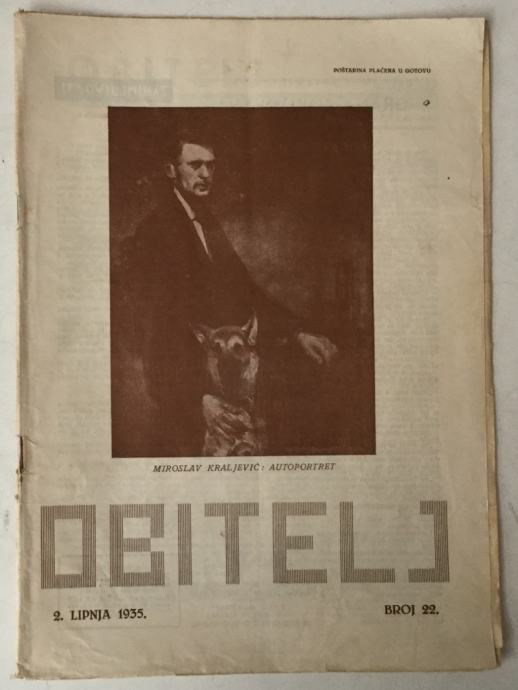 POŠTARINA PLAĆENA U GOTOVU
MIROSLAV KRALJEVIĆ: AUTOPORTRET
OBITELJ
2. LIPNJA 1935.
BROJ 22.